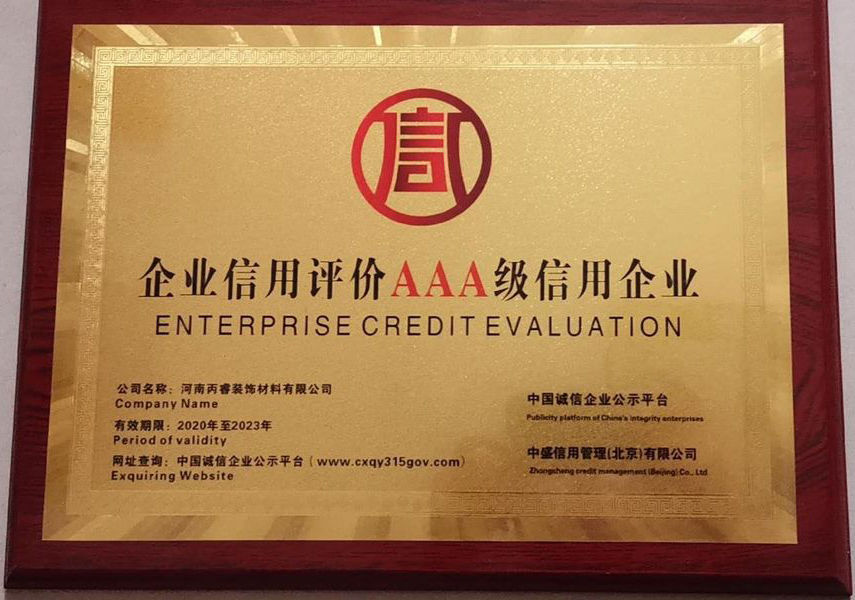 信
企业信用评价AAA级信用企业
ENTERPRISE CREDIT EVALUATION
公司名称：河南丙睿装饰材料有限公司
Company Name
有效期限：2020年至2023年
Period of validity
网址查询：中国诚信企业公示平台（www.cxqy315gov.com）
Exquiring Website
中国诚信企业公示平台
Publicity platform of China's integrity enterprises
中盛信用管理(北京)有限公司
Zhongsheng credit management (Beijing) Co., Ltd